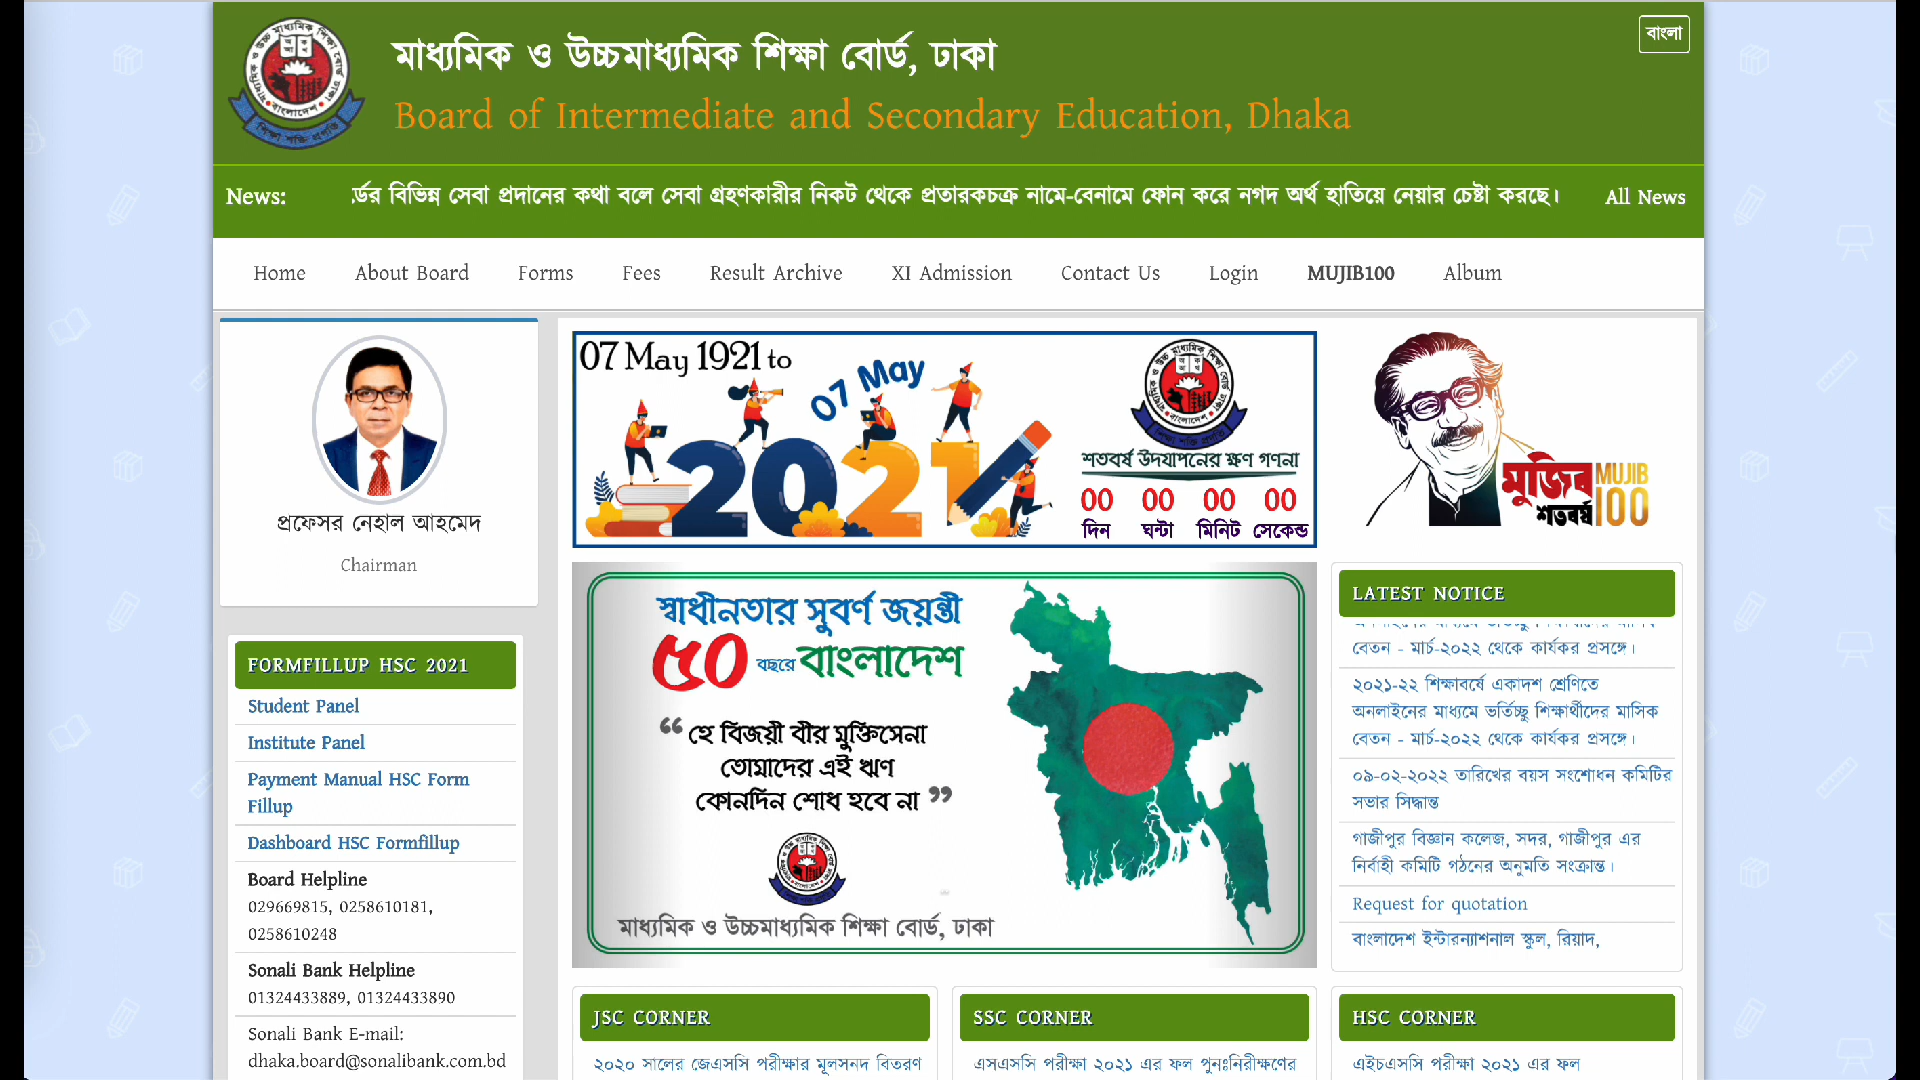 মাধ্যমিক ও উচ্চমাধ্যমিক শিক্ষা বোর্ড, ঢাকা
বাংলা
Board of Intermediate and Secondary Education, Dhaka
News:
র্ডের বিভিন্ন সেবা প্রদানের কথা বলে সেবা গ্রহণকারীর নিকট থেকে প্রতারকচক্র নামে-বেনামে ফোন করে নগদ অর্থ হাতিয়ে নেয়ার চেষ্টা করছে।
All News
Home About Board Forms Fees Result Archive XI Admission Contact Us Login MUJIB100 Album
প্রফেসর নেহাল আহমেদ
Chairman
FORMFILLUP HSC 2021
Student Panel
Institute Panel
Payment Manual HSC Form
Fillup
Dashboard HSC Formfillup
Board Helpline
029669815, 0258610181,
0258610248
Sonali Bank Helpline
01324433889, 01324433890
Sonali Bank E-mail:
dhaka.board@sonalibank.com.bd
07 May 1921 to
07 May
2021
শতবর্ষ উদযাপনের ক্ষণ গণনা
00 00 00 00
দিন ঘন্টা মিনিট সেকেন্ড
মুজিব
শতবর্ষ
MUJIB
100
স্বাধীনতার সুবর্ণ জয়ন্তী
৫০ বছরে বাংলাদেশ
“হে বিজয়ী বীর মুক্তিসেনা
তোমাদের এই ঋণ
কোনদিন শোধ হবে না”
মাধ্যমিক ও উচ্চমাধ্যমিক শিক্ষা বোর্ড, ঢাকা
LATEST NOTICE
বেতন - মার্চ-২০২২ থেকে কার্যকর প্রসঙ্গে।
২০২১-২২ শিক্ষাবর্ষে একাদশ শ্রেণিতে
অনলাইনের মাধ্যমে ভর্তিচ্ছু শিক্ষার্থীদের মাসিক
বেতন - মার্চ-২০২২ থেকে কার্যকর প্রসঙ্গে।
০৯-০২-২০২২ তারিখের বয়স সংশোধন কমিটির
সভার সিদ্ধান্ত
গাজীপুর বিজ্ঞান কলেজ, সদর, গাজীপুর এর
নির্বাহী কমিটি গঠনের অনুমতি সংক্রান্ত।
Request for quotation
বাংলাদেশ ইন্টারন্যাশনাল স্কুল, রিয়াদ,
JSC CORNER
২০২০ সালের জেএসসি পরীক্ষার মূলসনদ বিতরণ
SSC CORNER
এসএসসি পরীক্ষা ২০২১ এর ফল পুনঃনিরীক্ষণের
HSC CORNER
এইচএসসি পরীক্ষা ২০২১ এর ফল